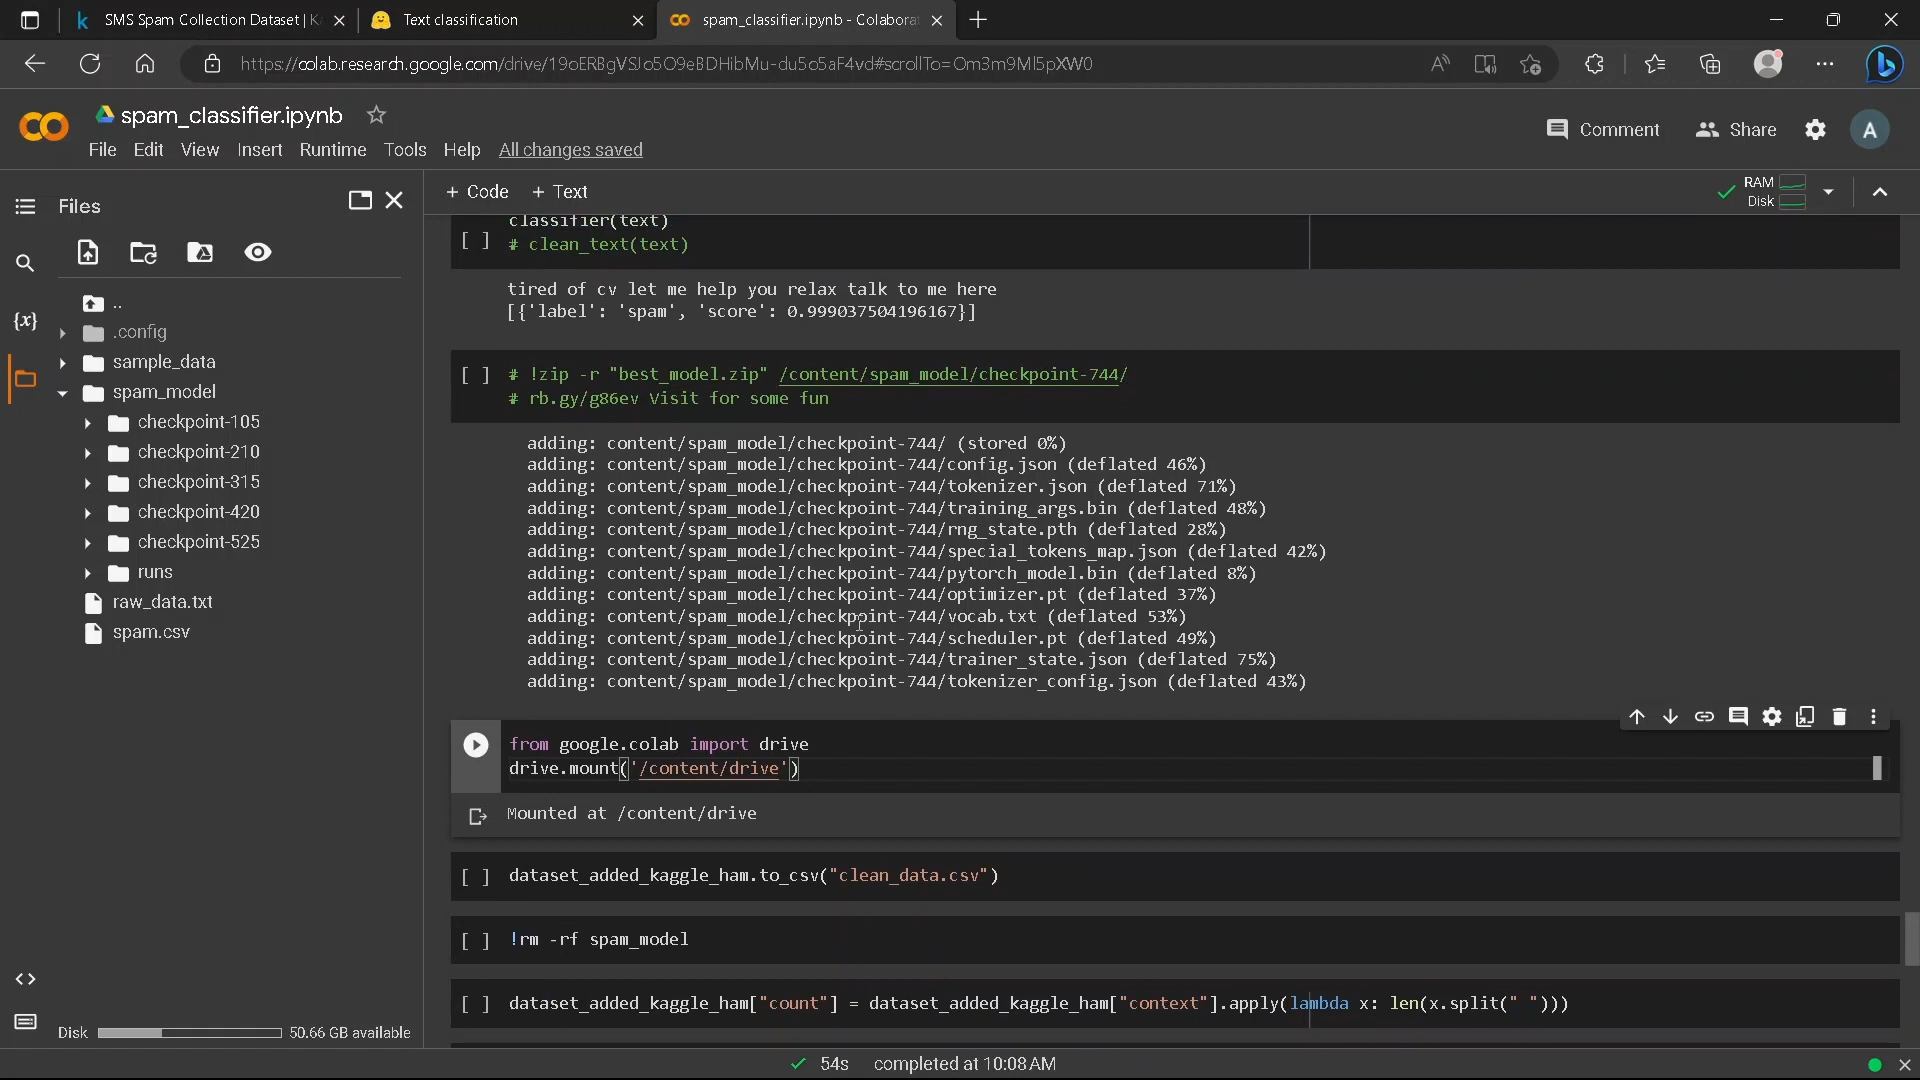 SMS Spam Collection Dataset | K
Text classification
spam_classifier.ipynb - Colabora
https://colab.research.google.com/drive/19oERBgVSJo5O9eBDHibMu-du5o5aF4vd#scrollTo=Om3m9Ml5pXW0
spam_classifier.ipynb
Comment
Share
A
File Edit View Insert Runtime Tools Help All changes saved
Files
+ Code + Text
RAM
Disk
..
.config
sample_data
spam_model
checkpoint-105
checkpoint-210
checkpoint-315
checkpoint-420
checkpoint-525
runs
raw_data.txt
spam.csv
Disk 50.66 GB available
classifier(text)
[ ] # clean_text(text)
tired of cv let me help you relax talk to me here
[{'label': 'spam', 'score': 0.999037504196167}]
[ ] # !zip -r "best_model.zip" /content/spam_model/checkpoint-744/
# rb.gy/g86ev Visit for some fun
adding: content/spam_model/checkpoint-744/ (stored 0%)
adding: content/spam_model/checkpoint-744/config.json (deflated 46%)
adding: content/spam_model/checkpoint-744/tokenizer.json (deflated 71%)
adding: content/spam_model/checkpoint-744/training_args.bin (deflated 48%)
adding: content/spam_model/checkpoint-744/rng_state.pth (deflated 28%)
adding: content/spam_model/checkpoint-744/special_tokens_map.json (deflated 42%)
adding: content/spam_model/checkpoint-744/pytorch_model.bin (deflated 8%)
adding: content/spam_model/checkpoint-744/optimizer.pt (deflated 37%)
adding: content/spam_model/checkpoint-744/vocab.txt (deflated 53%)
adding: content/spam_model/checkpoint-744/scheduler.pt (deflated 49%)
adding: content/spam_model/checkpoint-744/trainer_state.json (deflated 75%)
adding: content/spam_model/checkpoint-744/tokenizer_config.json (deflated 43%)
from google.colab import drive
drive.mount('/content/drive')
Mounted at /content/drive
[ ] dataset_added_kaggle_ham.to_csv("clean_data.csv")
[ ] !rm -rf spam_model
[ ] dataset_added_kaggle_ham["count"] = dataset_added_kaggle_ham["context"].apply(lambda x: len(x.split(" ")))
54s completed at 10:08 AM